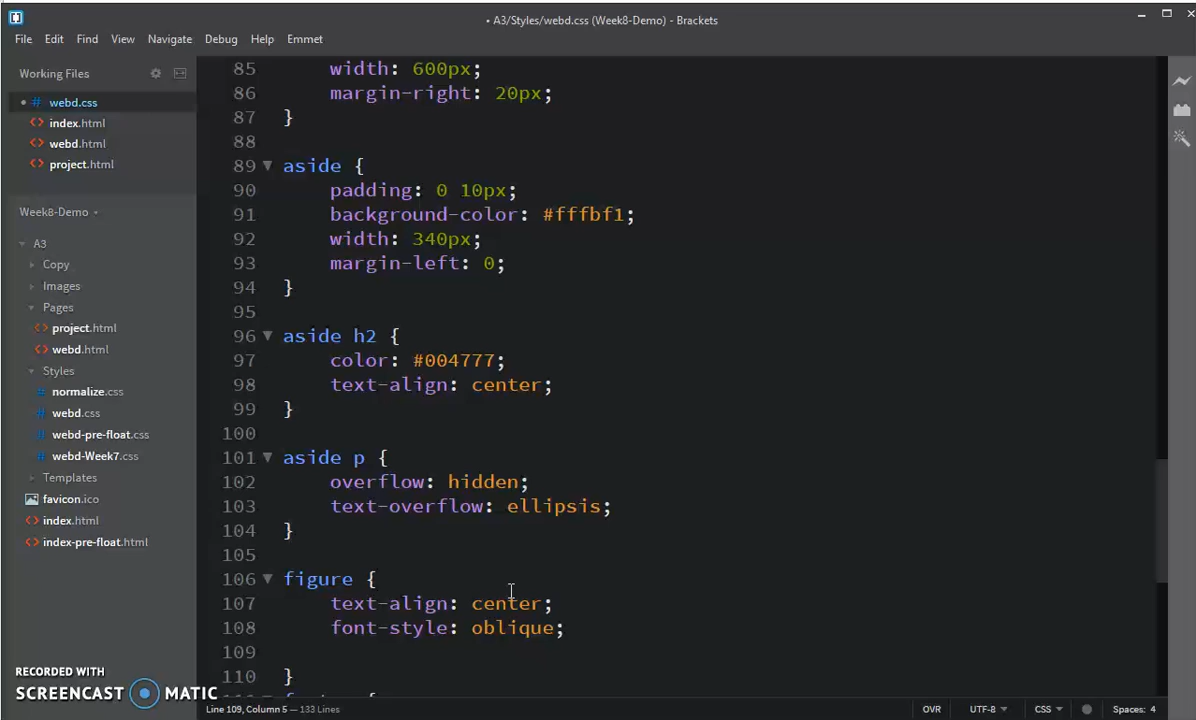 • A3/Styles/webd.css (Week8-Demo) - Brackets
File Edit Find View Navigate Debug Help Emmet
Working Files
webd.css
index.html
webd.html
project.html
Week8-Demo
A3
Copy
Images
Pages
project.html
webd.html
Styles
normalize.css
webd.css
webd-pre-float.css
webd-Week7.css
Templates
favicon.ico
index.html
index-pre-float.html
85 width: 600px;
86 margin-right: 20px;
87 }
88
89 aside {
90 padding: 0 10px;
91 background-color: #fffbf1;
92 width: 340px;
93 margin-left: 0;
94 }
95
96 aside h2 {
97 color: #004777;
98 text-align: center;
99 }
100
101 aside p {
102 overflow: hidden;
103 text-overflow: ellipsis;
104 }
105
106 figure {
107 text-align: center;
108 font-style: oblique;
109
110 }
RECORDED WITH
SCREENCAST MATIC
Line 109, Column 5 — 133 Lines
OVR UTF-8 CSS Spaces: 4